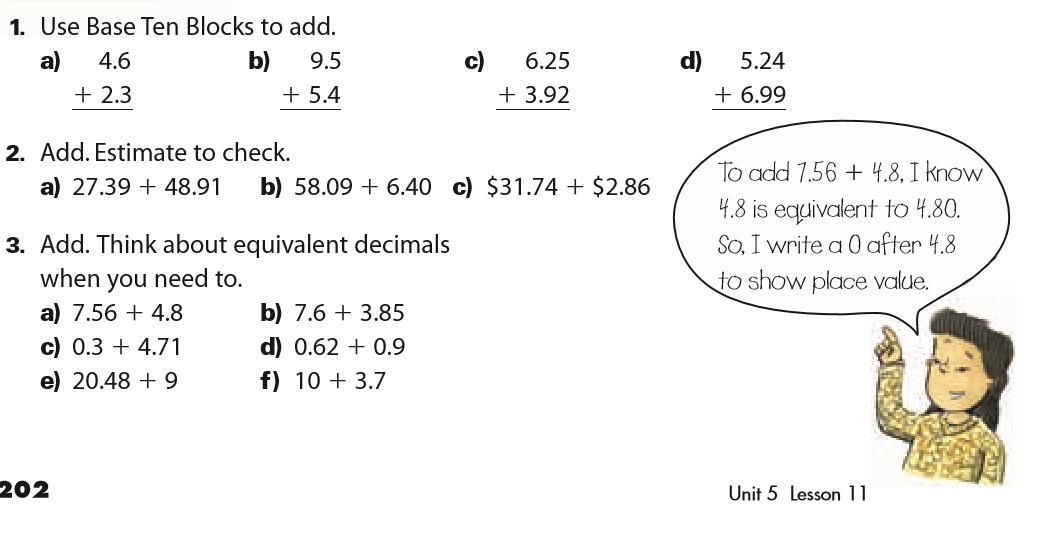 1. Use Base Ten Blocks to add.
a) 4.6 b) 9.5 c) 6.25 d) 5.24
+ 2.3 + 5.4 + 3.92 + 6.99
2. Add. Estimate to check.
a) 27.39 + 48.91 b) 58.09 + 6.40 c) $31.74 + $2.86
3. Add. Think about equivalent decimals
when you need to.
a) 7.56 + 4.8 b) 7.6 + 3.85
c) 0.3 + 4.71 d) 0.62 + 0.9
e) 20.48 + 9 f) 10 + 3.7
To add 7.56 + 4.8, I know
4.8 is equivalent to 4.80.
So, I write a 0 after 4.8
to show place value.
202
Unit 5 Lesson 11